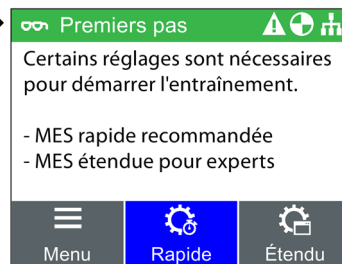 Premiers pas
Certains réglages sont nécessaires
pour démarrer l'entraînement.
- MES rapide recommandée
- MES étendue pour experts
Menu
Rapide
Étendu